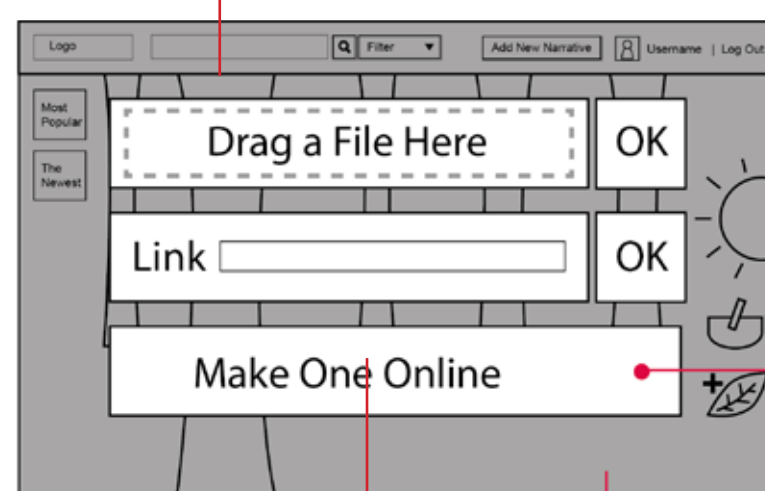 Logo
Filter
Add New Narrative
Username | Log Out
Most
Popular
The
Newest
Drag a File Here
OK
Link
OK
Make One Online